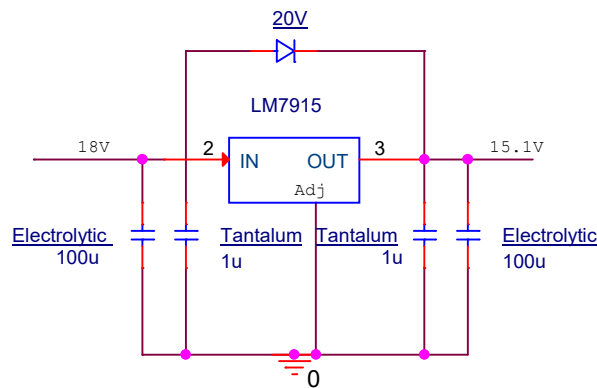 20V
LM7915
18V
2
IN
OUT
3
15.1V
Adj
Electrolytic
100u
Tantalum
1u
Tantalum
1u
Electrolytic
100u
0